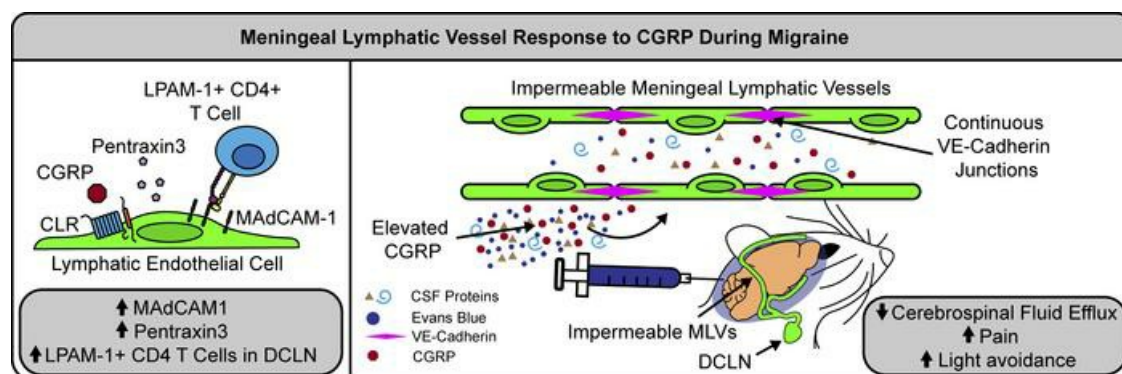 Meningeal Lymphatic Vessel Response to CGRP During Migraine
LPAM-1+ CD4+
T Cell
Pentraxin3
CGRP
CLR
MAdCAM-1
Lymphatic Endothelial Cell
MAdCAM1
Pentraxin3
LPAM-1+ CD4 T Cells in DCLN
Impermeable Meningeal Lymphatic Vessels
Continuous
VE-Cadherin
Junctions
Elevated
CGRP
CSF Proteins
Evans Blue
VE-Cadherin
CGRP
Impermeable MLVs
DCLN
Cerebrospinal Fluid Efflux
Pain
Light avoidance